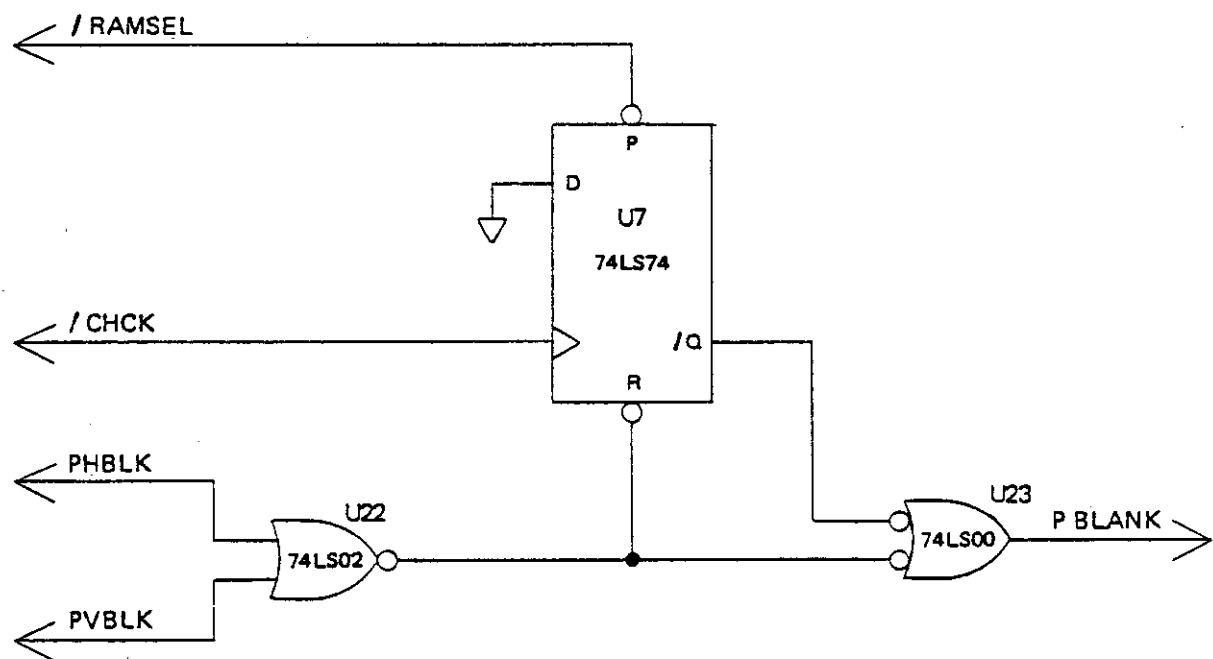 / RAMSEL
P
D
U7
74LS74
/ CHCK
/Q
R
PHBLK
U22
U23
74LS02
74LS00
P BLANK
PVBLK